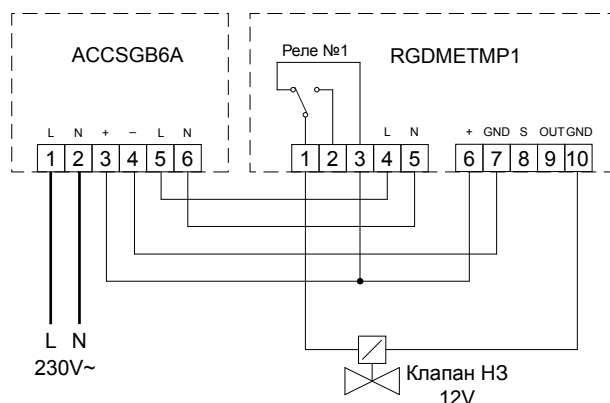 ACCSGB6A
Реле №1
RGDMETMP1
L N + – L N
1 2 3 4 5 6
L N
1 2 3 4 5
+ GND S OUT GND
6 7 8 9 10
L N
230V~
Клапан НЗ
12V